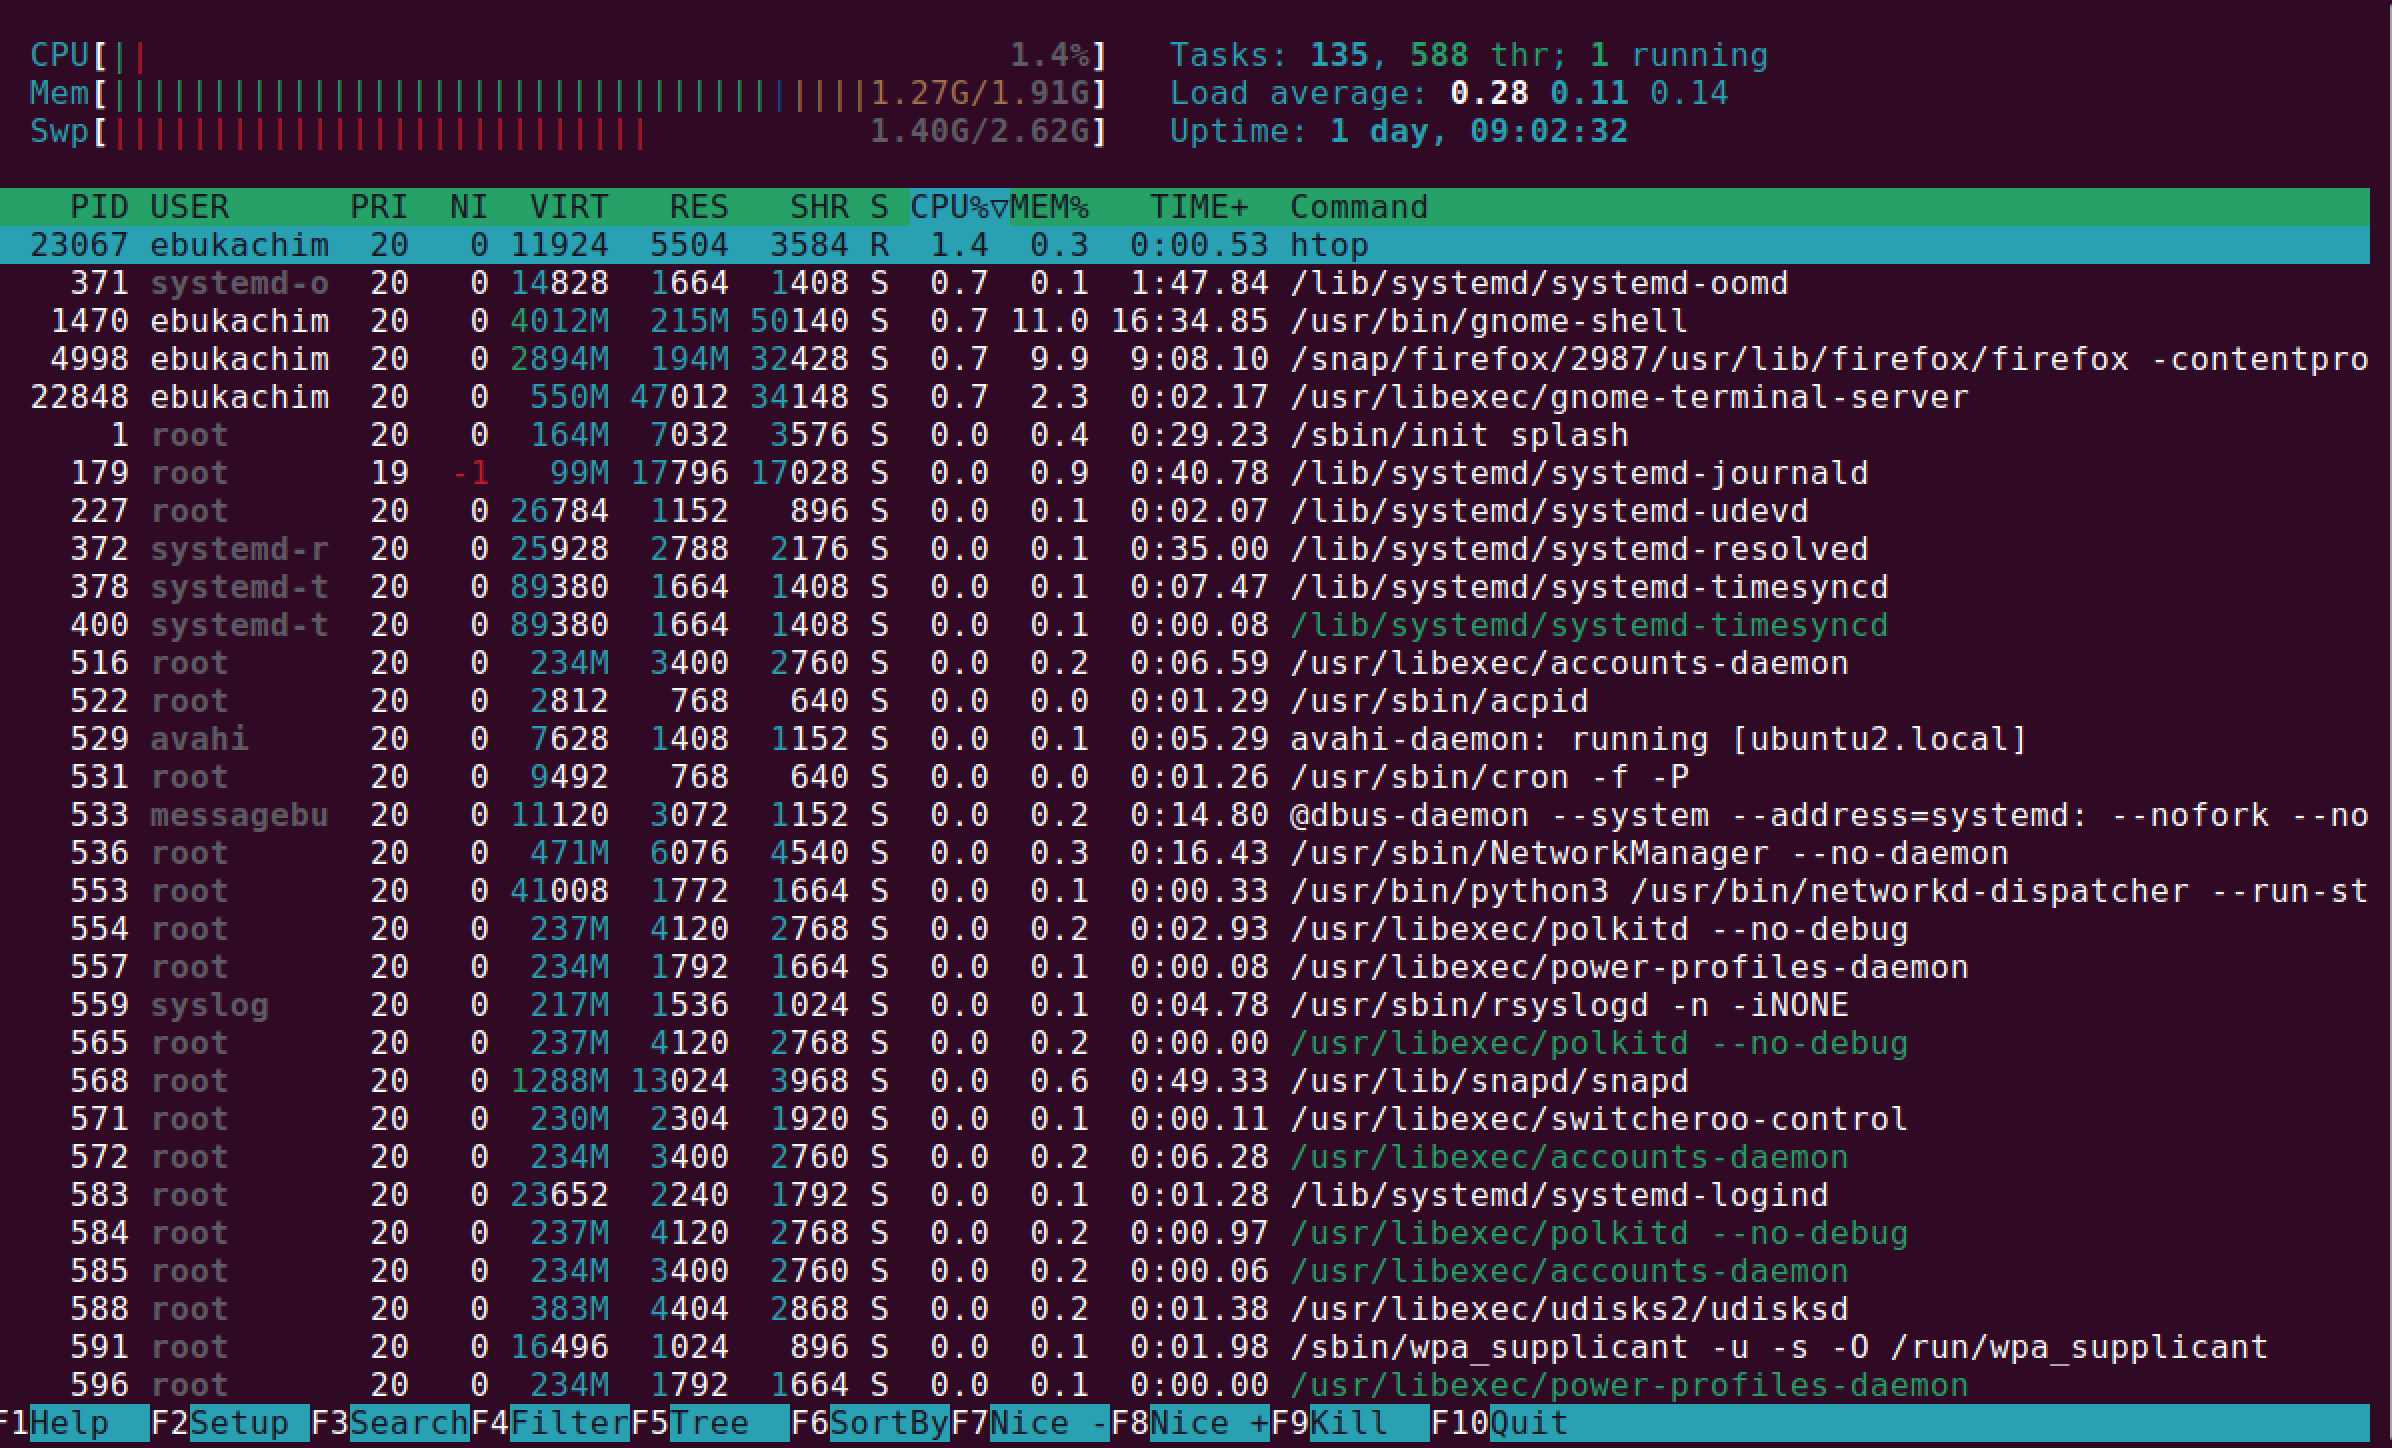 CPU[|| 1.4%] Tasks: 135, 588 thr; 1 running
Mem[||||||||||||||||||||||||||||||||||||||1.27G/1.91G] Load average: 0.28 0.11 0.14
Swp[||||||||||||||||||||||||||| 1.40G/2.62G] Uptime: 1 day, 09:02:32
PID USER PRI NI VIRT RES SHR S CPU%▽MEM% TIME+ Command
23067 ebukachim 20 0 11924 5504 3584 R 1.4 0.3 0:00.53 htop
371 systemd-o 20 0 14828 1664 1408 S 0.7 0.1 1:47.84 /lib/systemd/systemd-oomd
1470 ebukachim 20 0 4012M 215M 50140 S 0.7 11.0 16:34.85 /usr/bin/gnome-shell
4998 ebukachim 20 0 2894M 194M 32428 S 0.7 9.9 9:08.10 /snap/firefox/2987/usr/lib/firefox/firefox -contentpro
22848 ebukachim 20 0 550M 47012 34148 S 0.7 2.3 0:02.17 /usr/libexec/gnome-terminal-server
1 root 20 0 164M 7032 3576 S 0.0 0.4 0:29.23 /sbin/init splash
179 root 19 -1 99M 17796 17028 S 0.0 0.9 0:40.78 /lib/systemd/systemd-journald
227 root 20 0 26784 1152 896 S 0.0 0.1 0:02.07 /lib/systemd/systemd-udevd
372 systemd-r 20 0 25928 2788 2176 S 0.0 0.1 0:35.00 /lib/systemd/systemd-resolved
378 systemd-t 20 0 89380 1664 1408 S 0.0 0.1 0:07.47 /lib/systemd/systemd-timesyncd
400 systemd-t 20 0 89380 1664 1408 S 0.0 0.1 0:00.08 /lib/systemd/systemd-timesyncd
516 root 20 0 234M 3400 2760 S 0.0 0.2 0:06.59 /usr/libexec/accounts-daemon
522 root 20 0 2812 768 640 S 0.0 0.0 0:01.29 /usr/sbin/acpid
529 avahi 20 0 7628 1408 1152 S 0.0 0.1 0:05.29 avahi-daemon: running [ubuntu2.local]
531 root 20 0 9492 768 640 S 0.0 0.0 0:01.26 /usr/sbin/cron -f -P
533 messagebu 20 0 11120 3072 1152 S 0.0 0.2 0:14.80 @dbus-daemon --system --address=systemd: --nofork --no
536 root 20 0 471M 6076 4540 S 0.0 0.3 0:16.43 /usr/sbin/NetworkManager --no-daemon
553 root 20 0 41008 1772 1664 S 0.0 0.1 0:00.33 /usr/bin/python3 /usr/bin/networkd-dispatcher --run-st
554 root 20 0 237M 4120 2768 S 0.0 0.2 0:02.93 /usr/libexec/polkitd --no-debug
557 root 20 0 234M 1792 1664 S 0.0 0.1 0:00.08 /usr/libexec/power-profiles-daemon
559 syslog 20 0 217M 1536 1024 S 0.0 0.1 0:04.78 /usr/sbin/rsyslogd -n -iNONE
565 root 20 0 237M 4120 2768 S 0.0 0.2 0:00.00 /usr/libexec/polkitd --no-debug
568 root 20 0 1288M 13024 3968 S 0.0 0.6 0:49.33 /usr/lib/snapd/snapd
571 root 20 0 230M 2304 1920 S 0.0 0.1 0:00.11 /usr/libexec/switcheroo-control
572 root 20 0 234M 3400 2760 S 0.0 0.2 0:06.28 /usr/libexec/accounts-daemon
583 root 20 0 23652 2240 1792 S 0.0 0.1 0:01.28 /lib/systemd/systemd-logind
584 root 20 0 237M 4120 2768 S 0.0 0.2 0:00.97 /usr/libexec/polkitd --no-debug
585 root 20 0 234M 3400 2760 S 0.0 0.2 0:00.06 /usr/libexec/accounts-daemon
588 root 20 0 383M 4404 2868 S 0.0 0.2 0:01.38 /usr/libexec/udisks2/udisksd
591 root 20 0 16496 1024 896 S 0.0 0.1 0:01.98 /sbin/wpa_supplicant -u -s -O /run/wpa_supplicant
596 root 20 0 234M 1792 1664 S 0.0 0.1 0:00.00 /usr/libexec/power-profiles-daemon
F1Help F2Setup F3SearchF4FilterF5Tree F6SortByF7Nice -F8Nice +F9Kill F10Quit